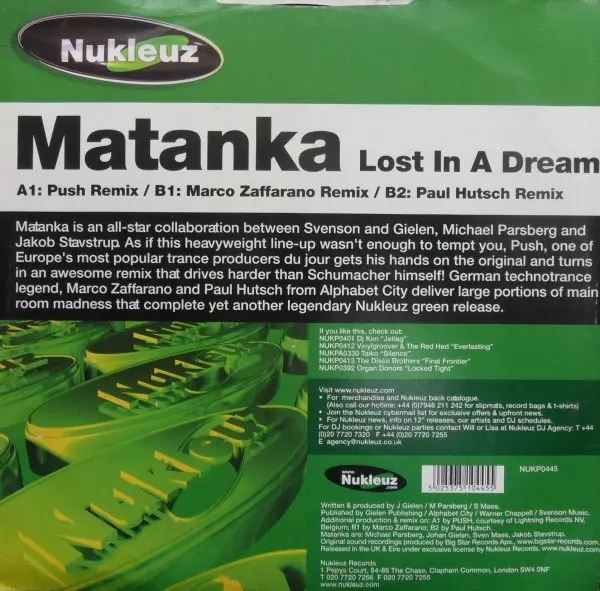 Nukleuz
Matanka Lost In A Dream
A1: Push Remix / B1: Marco Zaffarano Remix / B2: Paul Hutsch Remix
Matanka is an all-star collaboration between Svenson and Gielen, Michael Parsberg and
Jakob Stavstrup. As if this heavyweight line-up wasn't enough to tempt you, Push, one of
Europe's most popular trance producers du jour gets his hands on the original and turns
in an awesome remix that drives harder than Schumacher himself! German technotrance
legend, Marco Zaffarano and Paul Hutsch from Alphabet City deliver large portions of main
room madness that complete yet another legendary Nukleuz green release.
If you like this, check out:
NUKP0401 Dj Kim "Jetlag"
NUKP0412 Vinylgroover & The Red Hed "Everlasting"
NUKPA0330 Taiko "Silence"
NUKP0413 The Disco Brothers "Final Frontier"
NUKP0392 Organ Donors "Locked Tight"
Visit www.nukleuz.com
• For merchandise and Nukleuz back catalogue.
(Also call our hotline: +44 (0)7946 211 242 for slipmats, record bags & t-shirts)
• Join the Nukleuz cybermail list for exclusive offers & upfront news.
• For Nukleuz news, info on 12" releases, our artists and DJ schedules.
For DJ bookings or Nukleuz parties contact Will or Lisa at Nukleuz DJ Agency: T +44
(0)20 7720 7320 F +44 (0)20 7720 7255
E agency@nukleuz.co.uk
Nukleuz
.com
NUKP0445
5 025375 104455
Written & produced by J Gielen / M Parsberg / S Maes.
Published by Gielen Publishing / Alphabet City / Warner Chappell / Svenson Music.
Additional production & remix on: A1 by PUSH, courtesy of Lightning Records NV,
Belgium; B1 by Marco Zaffarano; B2 by Paul Hutsch.
Matanka are: Michael Parsberg, Johan Gielen, Sven Maes, Jakob Stavstrup.
Original sound recordings produced by Big Star Records Aps., www.bigstar-records.com.
Released in the UK & Eire under exclusive license by Nukleuz Records, www.nukleuz.com
Nukleuz Records
1 Pepys Court, 84-86 The Chase, Clapham Common, London SW4 0NF
T 020 7720 7266 F 020 7720 7255
www.nukleuz.com
Nukleuz
Nukleuz
Nukleuz